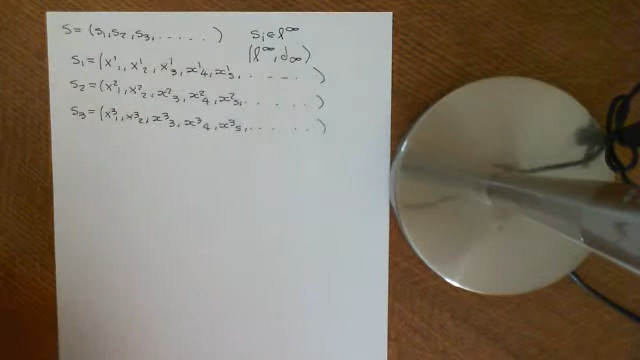 S = (s₁, s₂, s₃, . . . . . ) sᵢ ∈ l^∞
(l^∞, d_∞)
s₁ = (x¹₁, x¹₂, x¹₃, x¹₄, x¹₅, . . . . . )
s₂ = (x²₁, x²₂, x²₃, x²₄, x²₅, . . . . . )
s₃ = (x³₁, x³₂, x³₃, x³₄, x³₅, . . . . . )